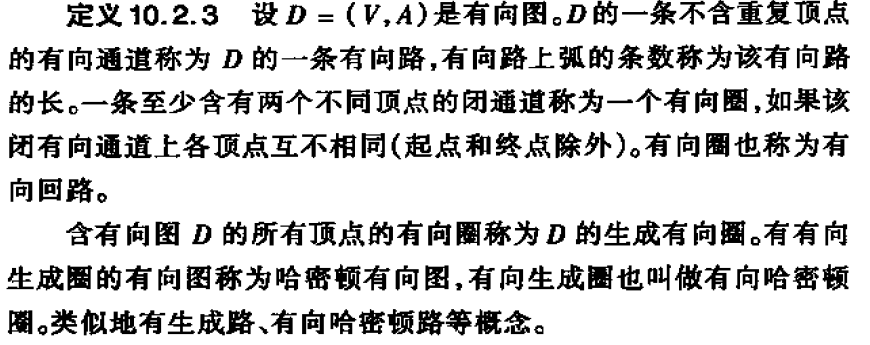 定义10.2.3 设D=(V,A)是有向图。D的一条不含重复顶点
的有向通道称为 D 的一条有向路,有向路上弧的条数称为该有向路
的长。一条至少含有两个不同顶点的闭通道称为一个有向圈,如果该
闭有向通道上各顶点互不相同(起点和终点除外)。有向圈也称为有
向回路。
含有向图 D 的所有顶点的有向圈称为D 的生成有向圈。有有向
生成圈的有向图称为哈密顿有向图,有向生成圈也叫做有向哈密顿
圈。类似地有生成路、有向哈密顿路等概念。